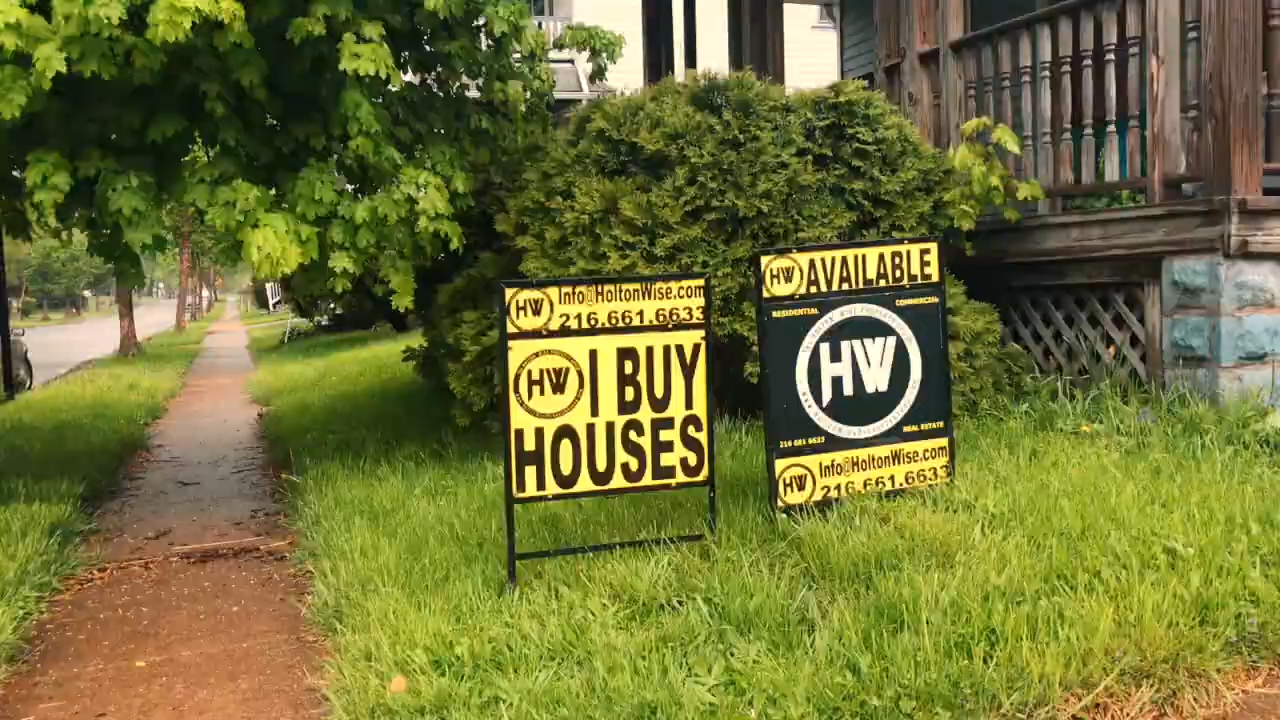 HW Info@HoltonWise.com
216.661.6633
HW I BUY
HOUSES
HW AVAILABLE
RESIDENTIAL COMMERCIAL
HW
216 661 6633 REAL ESTATE
HW Info@HoltonWise.com
216.661.6633